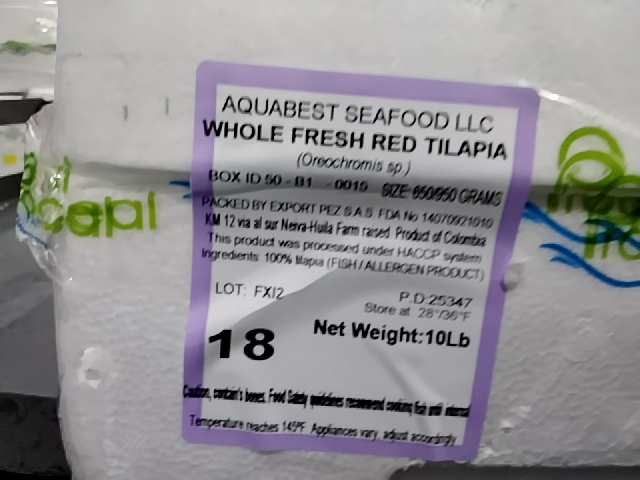 AQUABEST SEAFOOD LLC
WHOLE FRESH RED TILAPIA
(Oreochromis sp.)
BOX ID 50 - B1 - 0015 SIZE: 650/950 GRAMS
PACKED BY EXPORT PEZ S.A.S. FDA No 14070921010
KM 12 via al sur Neiva-Huila Farm raised Product of Colombia
This product was processed under HACCP system
Ingredients: 100% tilapia (FISH / ALLERGEN PRODUCT)
LOT: FXI2
P.D:25347
Store at 28°/36°F
18
Net Weight:10Lb
Caution, contain's bones. Food Safety guidelines recommend cooking fish until internal
Temperature reaches 145°F Appliances vary, adjust accordingly